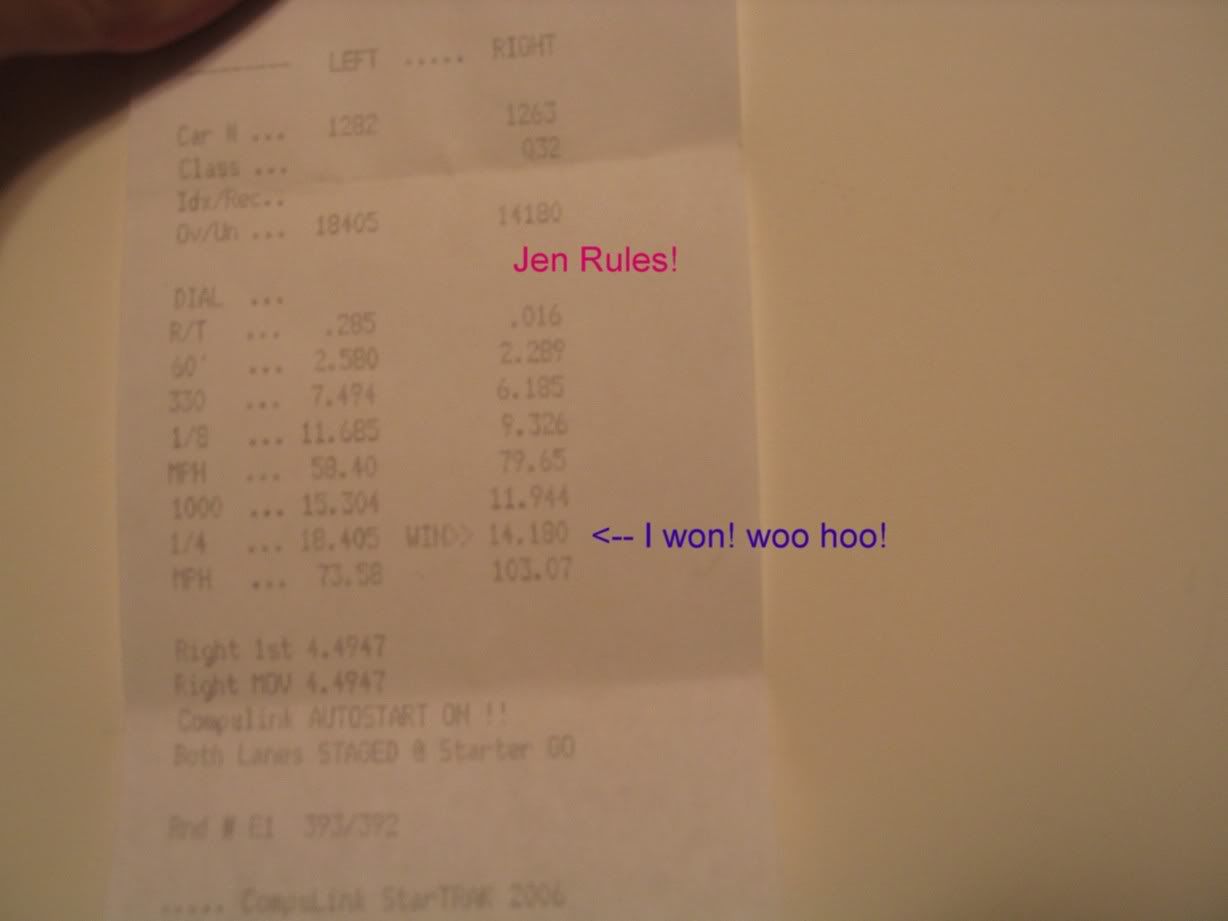 ------- LEFT ..... RIGHT
Car # ... 1282 1263
Class ... Q32
Idx/Rec..
Ov/Un ... 18405 14180
Jen Rules!
DIAL ...
R/T ... .285 .016
60' ... 2.580 2.289
330 ... 7.494 6.185
1/8 ... 11.685 9.326
MPH ... 58.40 79.65
1000 ... 15.304 11.944
1/4 ... 18.405 WIN>> 14.180 <-- I won! woo hoo!
MPH ... 73.58 103.07
Right 1st 4.4947
Right MOV 4.4947
Compulink AUTOSTART ON !!
Both Lanes STAGED @ Starter GO
Rnd # E1 393/392
..... CompuLink StarTRAK 2006